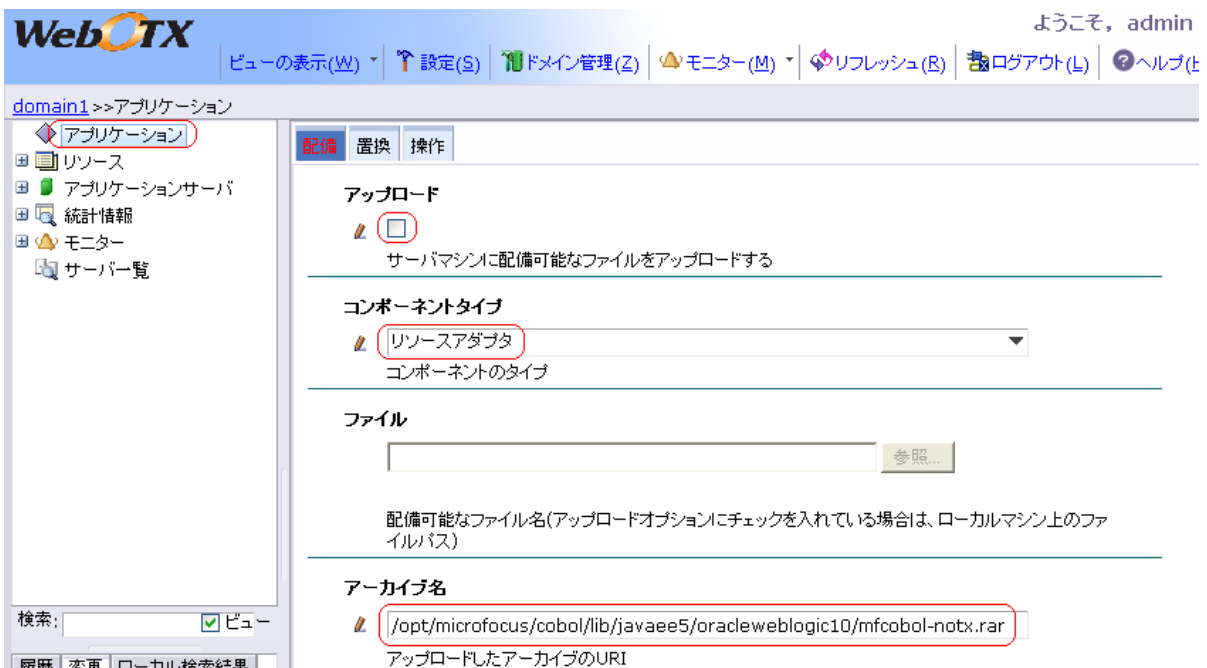 WebOTX
ようこそ，admin
ビューの表示(W) 設定(S) ドメイン管理(Z) モニター(M) リフレッシュ(R) ログアウト(L) ヘルプ(
domain1>>アプリケーション
アプリケーション
リソース
アプリケーションサーバ
統計情報
モニター
サーバ一覧
検索:
ビュー
履歴 変更 ローカル検索結果
配備 置換 操作
アップロード
サーバマシンに配備可能なファイルをアップロードする
コンポーネントタイプ
リソースアダプタ
コンポーネントのタイプ
ファイル
参照...
配備可能なファイル名(アップロードオプションにチェックを入れている場合は、ローカルマシン上のファ
イルパス)
アーカイブ名
/opt/microfocus/cobol/lib/javaee5/oracleweblogic10/mfcobol-notx.rar
アップロードしたアーカイブのURI